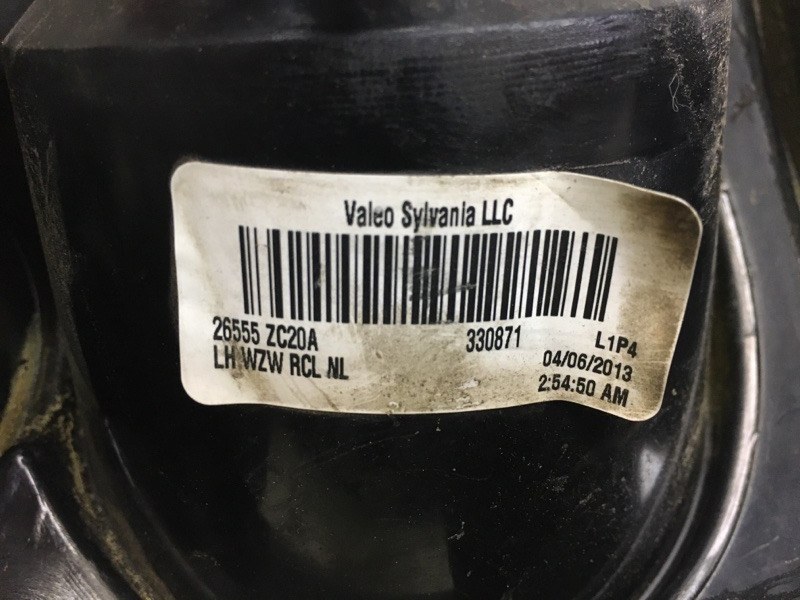 Valeo Sylvania LLC
26555 ZC20A 330871 L1P4
LH WZW RCL NL 04/06/2013
2:54:50 AM